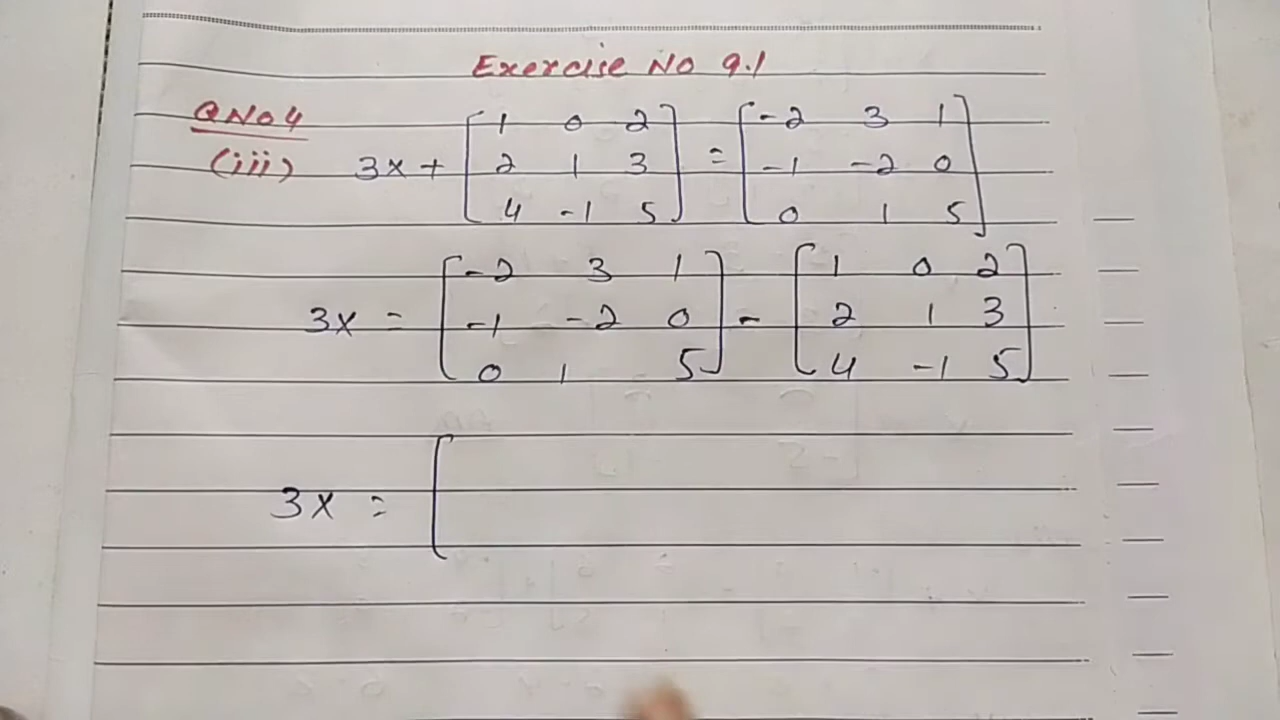 Exercise No 9.1
Q No 4
(iii) 3x + [1 0 2] = [-2 3 1]
[2 1 3] [-1 -2 0]
[4 -1 5] [0 1 5]
3x = [-2 3 1] - [1 0 2]
[-1 -2 0] [2 1 3]
[0 1 5] [4 -1 5]
3x = [